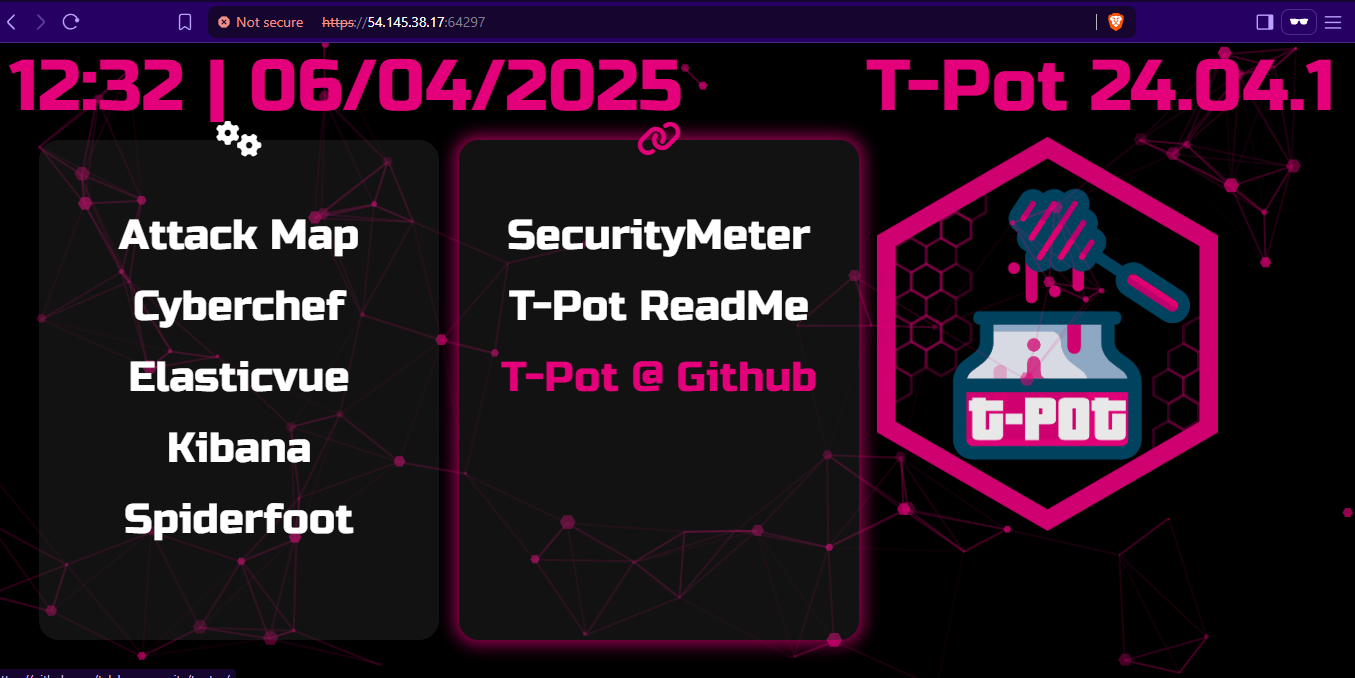 Not secure https://54.145.38.17:64297
12:32 | 06/04/2025
T-Pot 24.04.1
Attack Map
Cyberchef
Elasticvue
Kibana
Spiderfoot
SecurityMeter
T-Pot ReadMe
T-Pot @ Github
t-pot